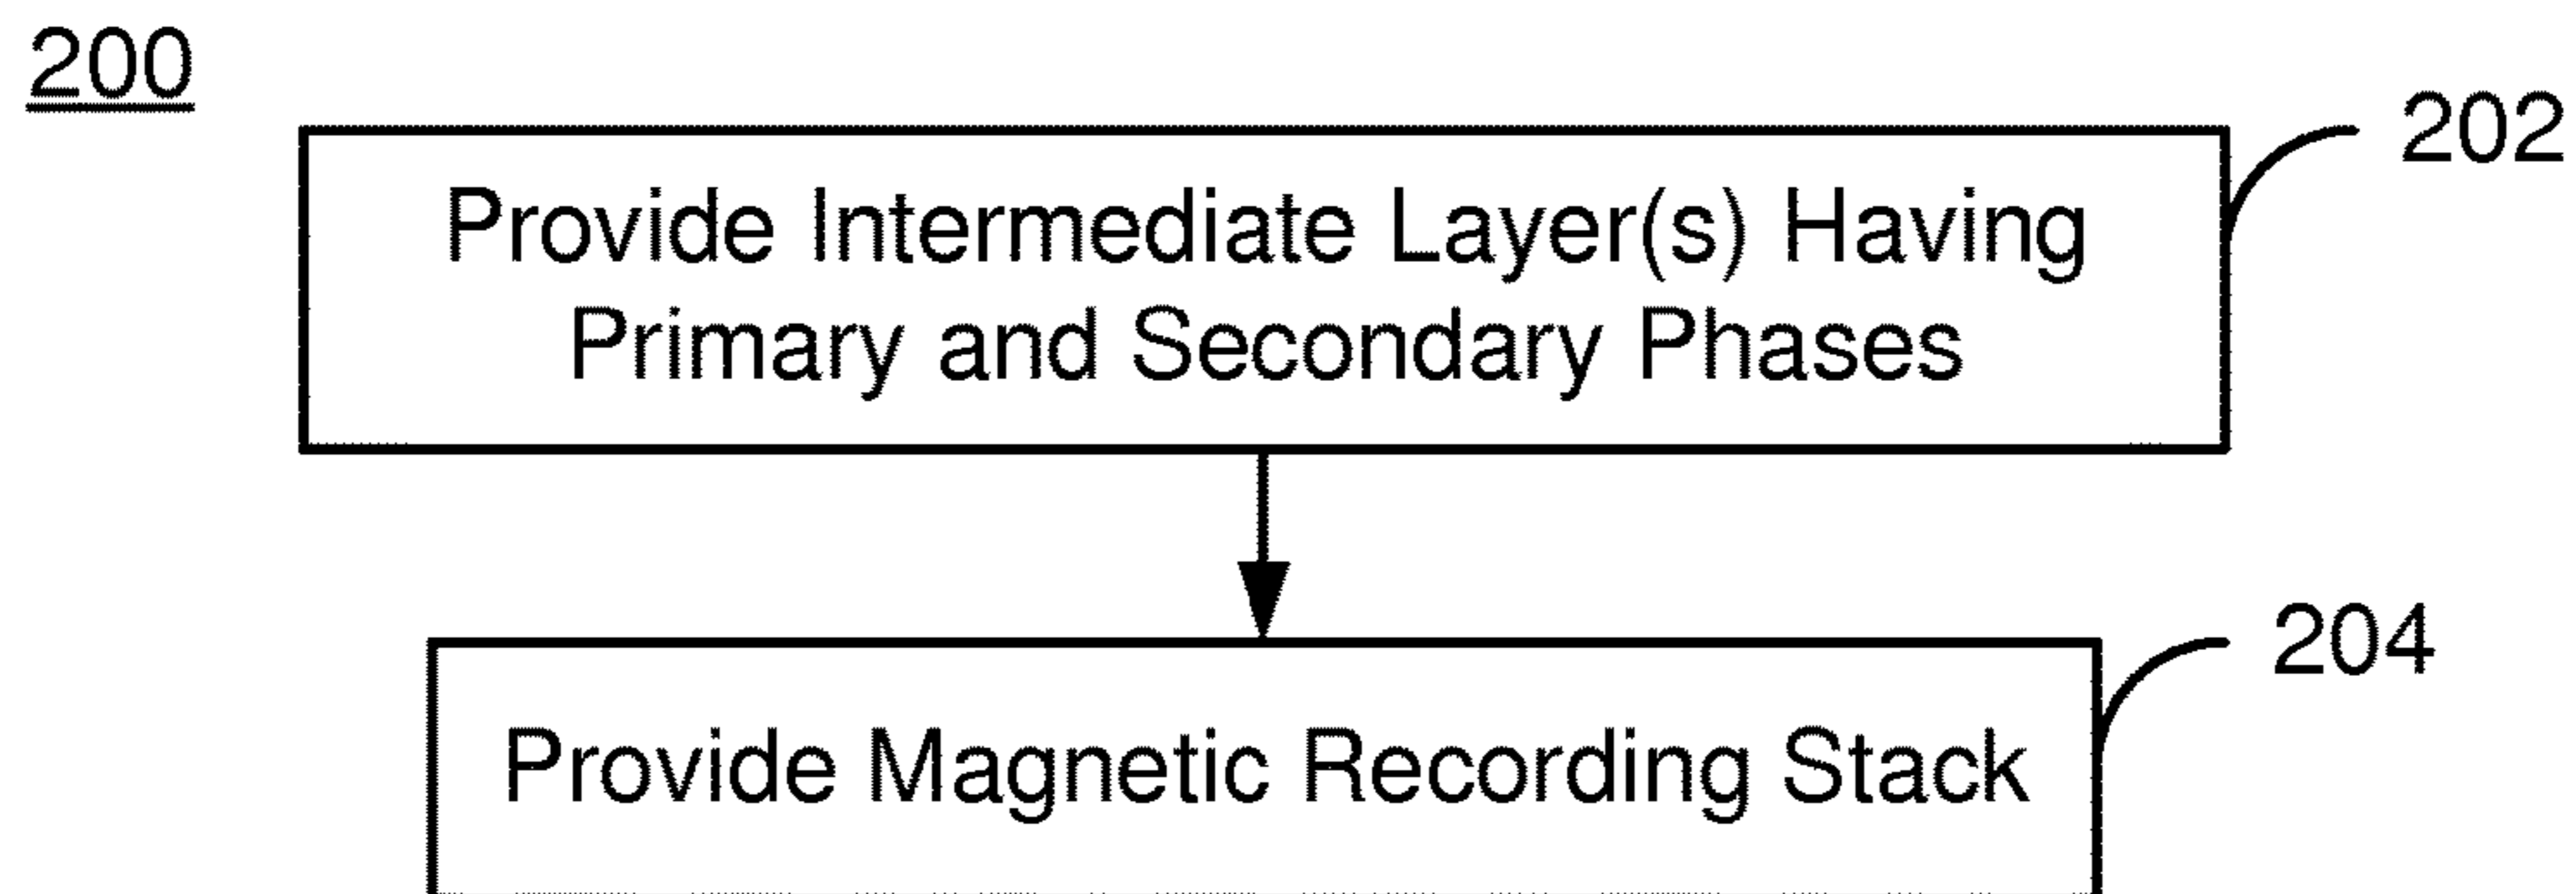 200
202
Provide Intermediate Layer(s) Having
Primary and Secondary Phases
204
Provide Magnetic Recording Stack